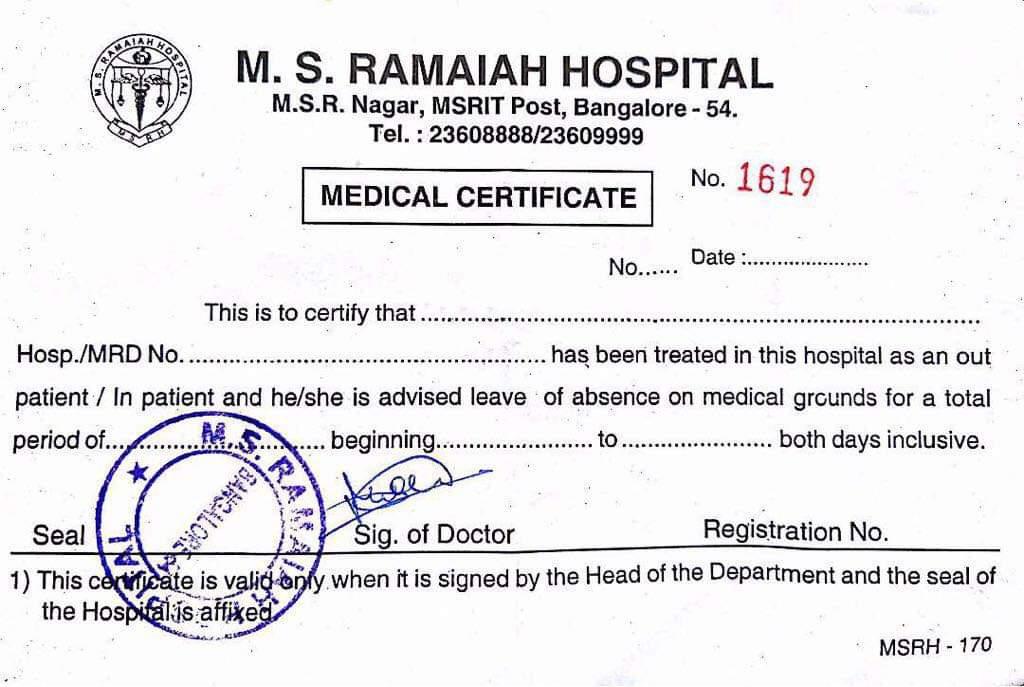 M. S. RAMAIAH HOSPITAL
M.S.R.H
M. S. RAMAIAH HOSPITAL
M.S.R. Nagar, MSRIT Post, Bangalore - 54.
Tel. : 23608888/23609999
MEDICAL CERTIFICATE
No. 1619
No...... Date :....................
This is to certify that ....................................................................................
Hosp./MRD No. ..................................................... has been treated in this hospital as an out
patient / In patient and he/she is advised leave of absence on medical grounds for a total
period of................................. beginning....................... to ...................... both days inclusive.
M. S. RAMAIAH HOSPITAL
BANGALORE
Seal Sig. of Doctor Registration No.
1) This certificate is valid only when it is signed by the Head of the Department and the seal of
the Hospital is affixed.
MSRH - 170